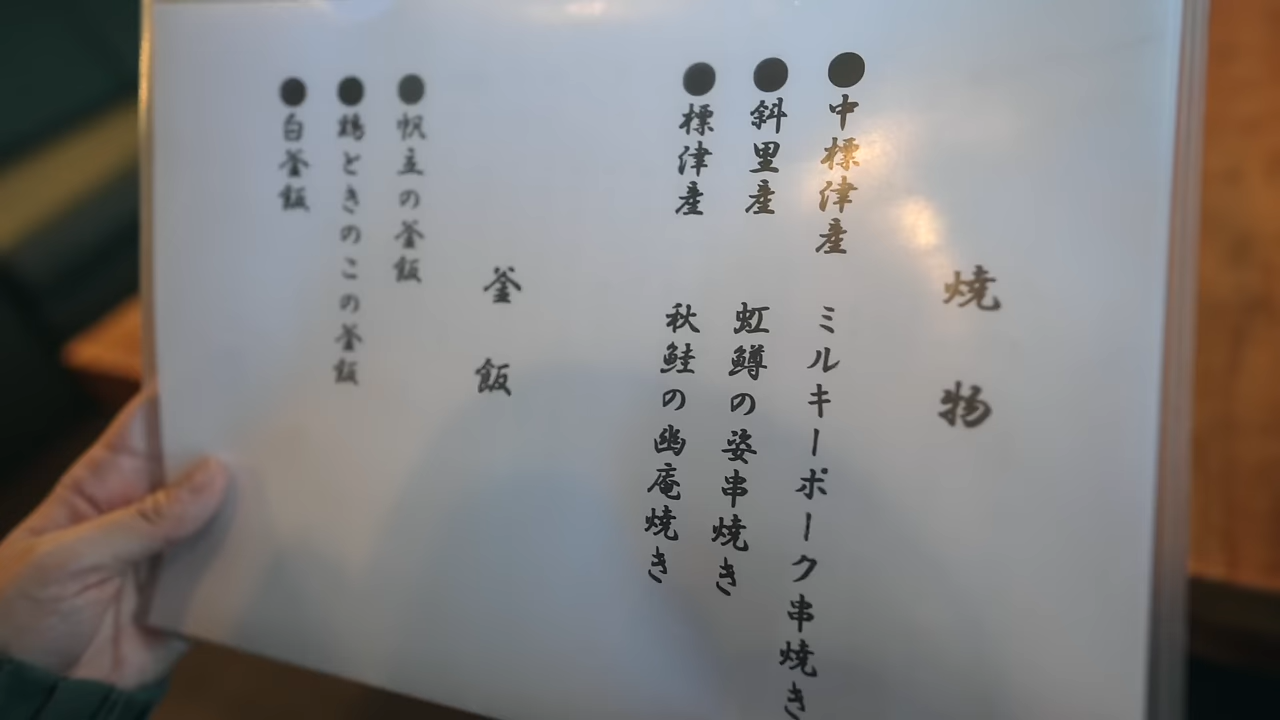 焼物
●中標津産 ミルキーポーク串焼き
●斜里産 虹鱒の姿串焼き
●標津産 秋鮭の幽庵焼き
釜飯
●帆立の釜飯
●鶏ときのこの釜飯
●白釜飯